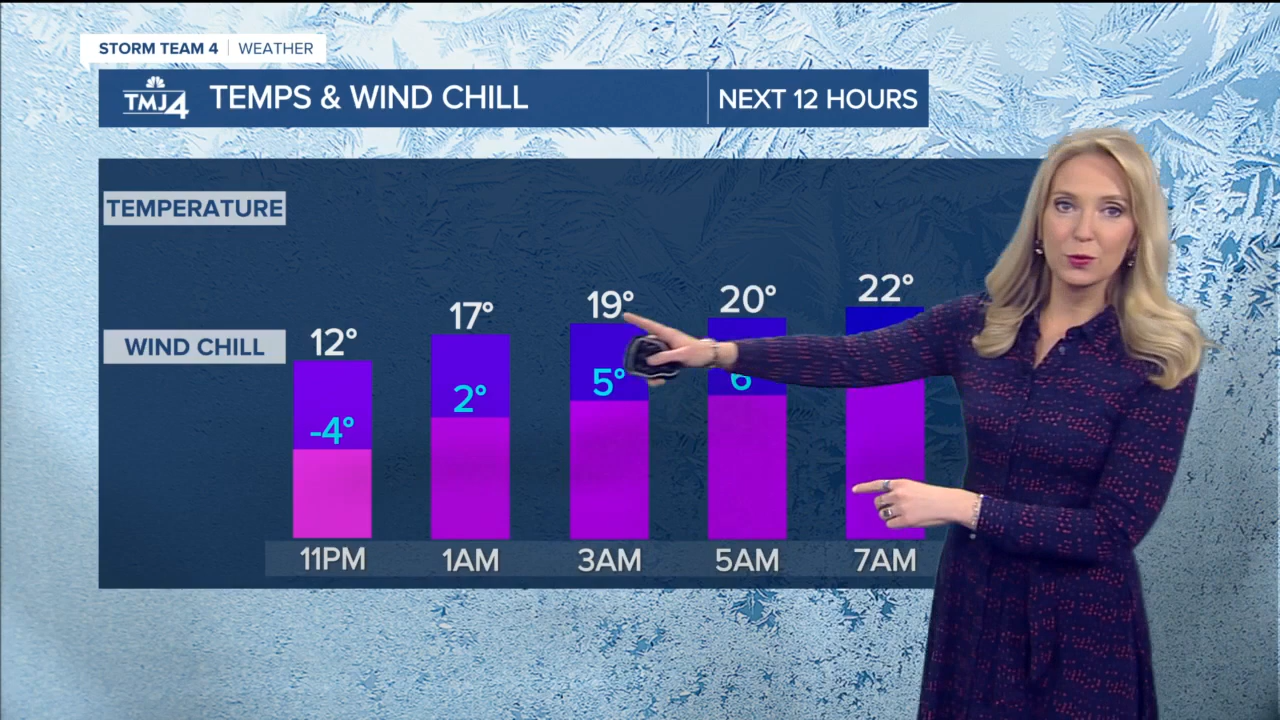 STORM TEAM 4 | WEATHER
TMJ4 TEMPS & WIND CHILL NEXT 12 HOURS
TEMPERATURE
WIND CHILL
12° 17° 19° 20° 22°
-4° 2° 5° 6
11PM 1AM 3AM 5AM 7AM